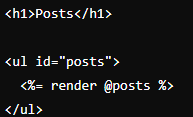 <h1>Posts</h1>
<ul id="posts">
  <%= render @posts %>
</ul>